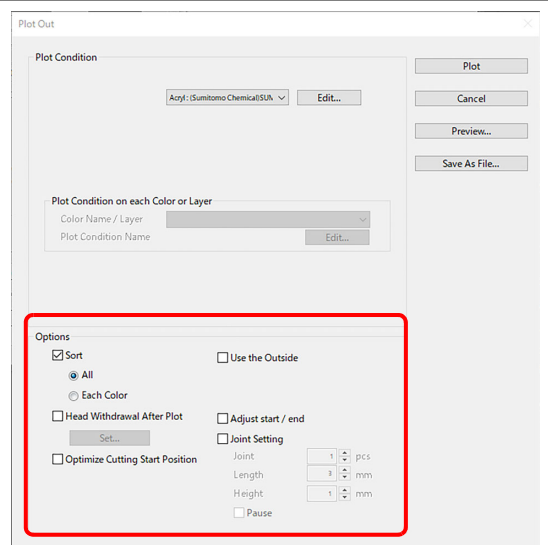 Plot Out
Plot Condition
Plot
Acryl : (Sumitomo Chemical)SUM
Edit...
Cancel
Preview...
Save As File...
Plot Condition on each Color or Layer
Color Name / Layer
Plot Condition Name
Edit...
Options
Sort
Use the Outside
All
Each Color
Head Withdrawal After Plot
Adjust start / end
Set...
Joint Setting
Optimize Cutting Start Position
Joint 1 pcs
Length 3 mm
Height 1 mm
Pause